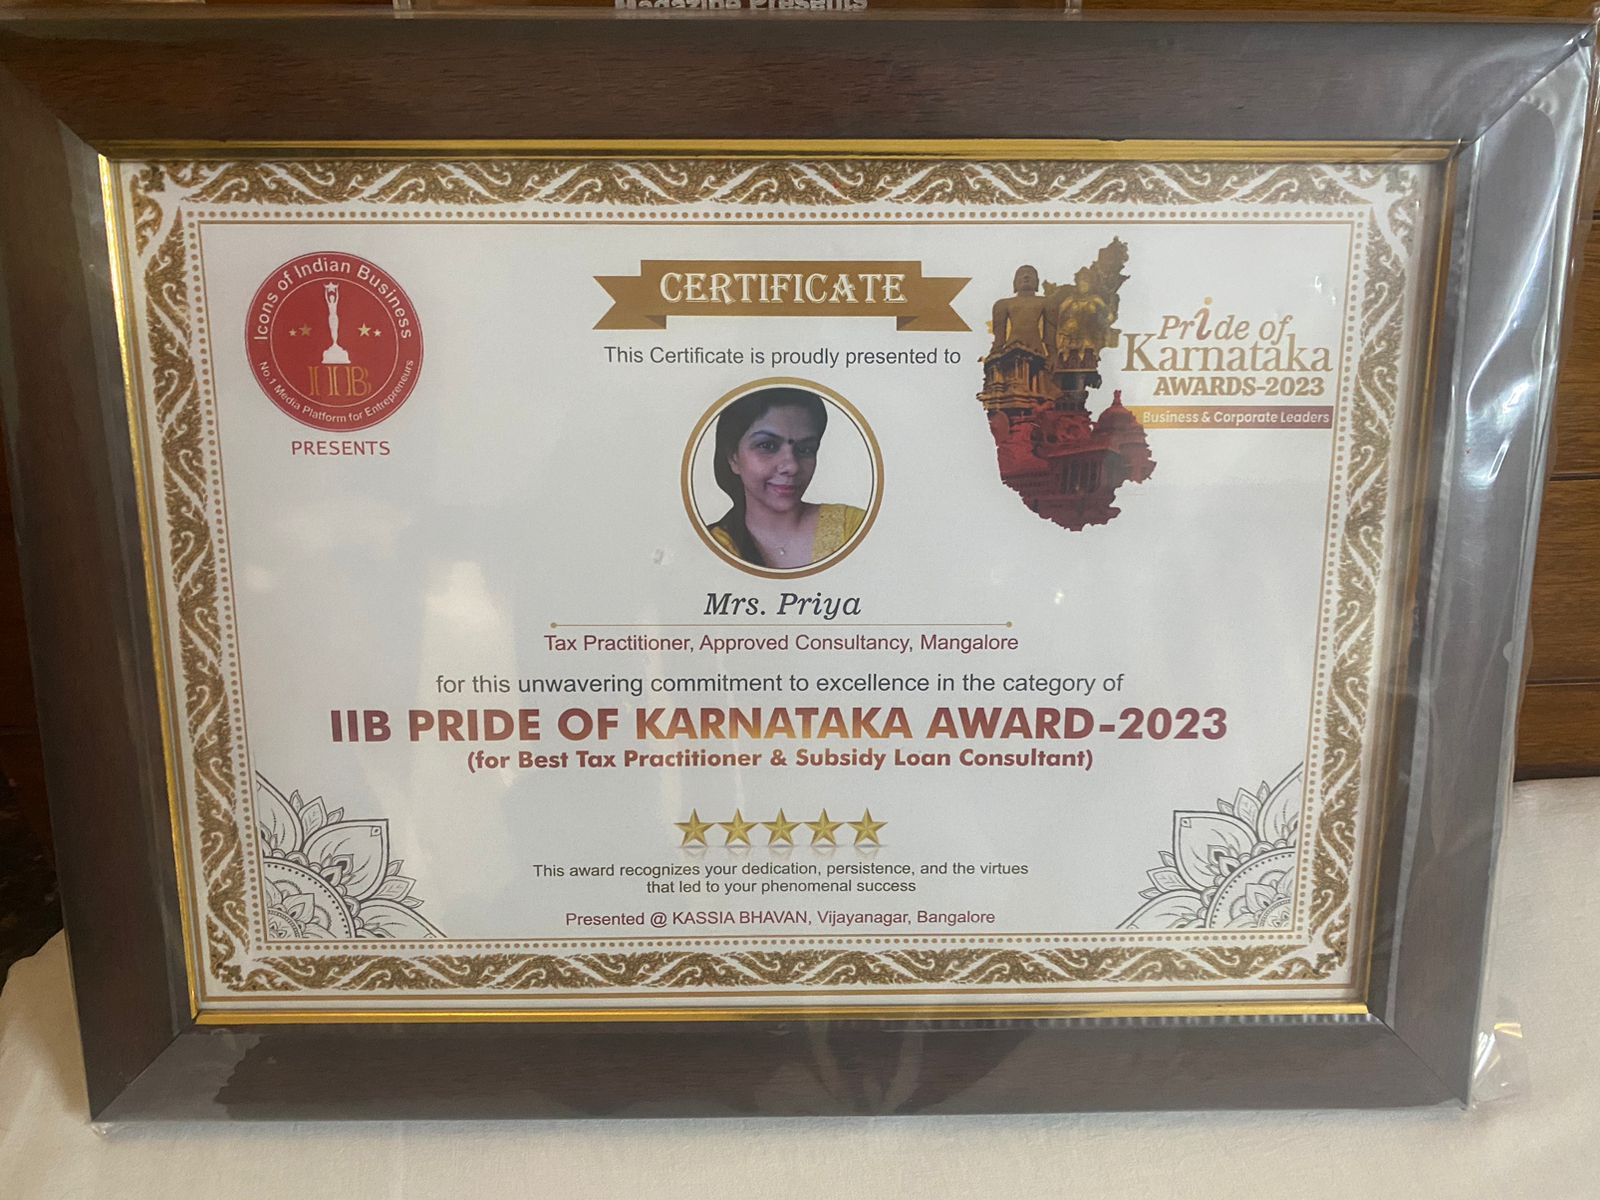 Magazine Presents
Icons of Indian Business
IIB
No.1 Media Platform for Entrepreneurs
PRESENTS
CERTIFICATE
This Certificate is proudly presented to
Pride of
Karnataka
AWARDS-2023
Business & Corporate Leaders
Mrs. Priya
Tax Practitioner, Approved Consultancy, Mangalore
for this unwavering commitment to excellence in the category of
IIB PRIDE OF KARNATAKA AWARD-2023
(for Best Tax Practitioner & Subsidy Loan Consultant)
This award recognizes your dedication, persistence, and the virtues
that led to your phenomenal success
Presented @ KASSIA BHAVAN, Vijayanagar, Bangalore